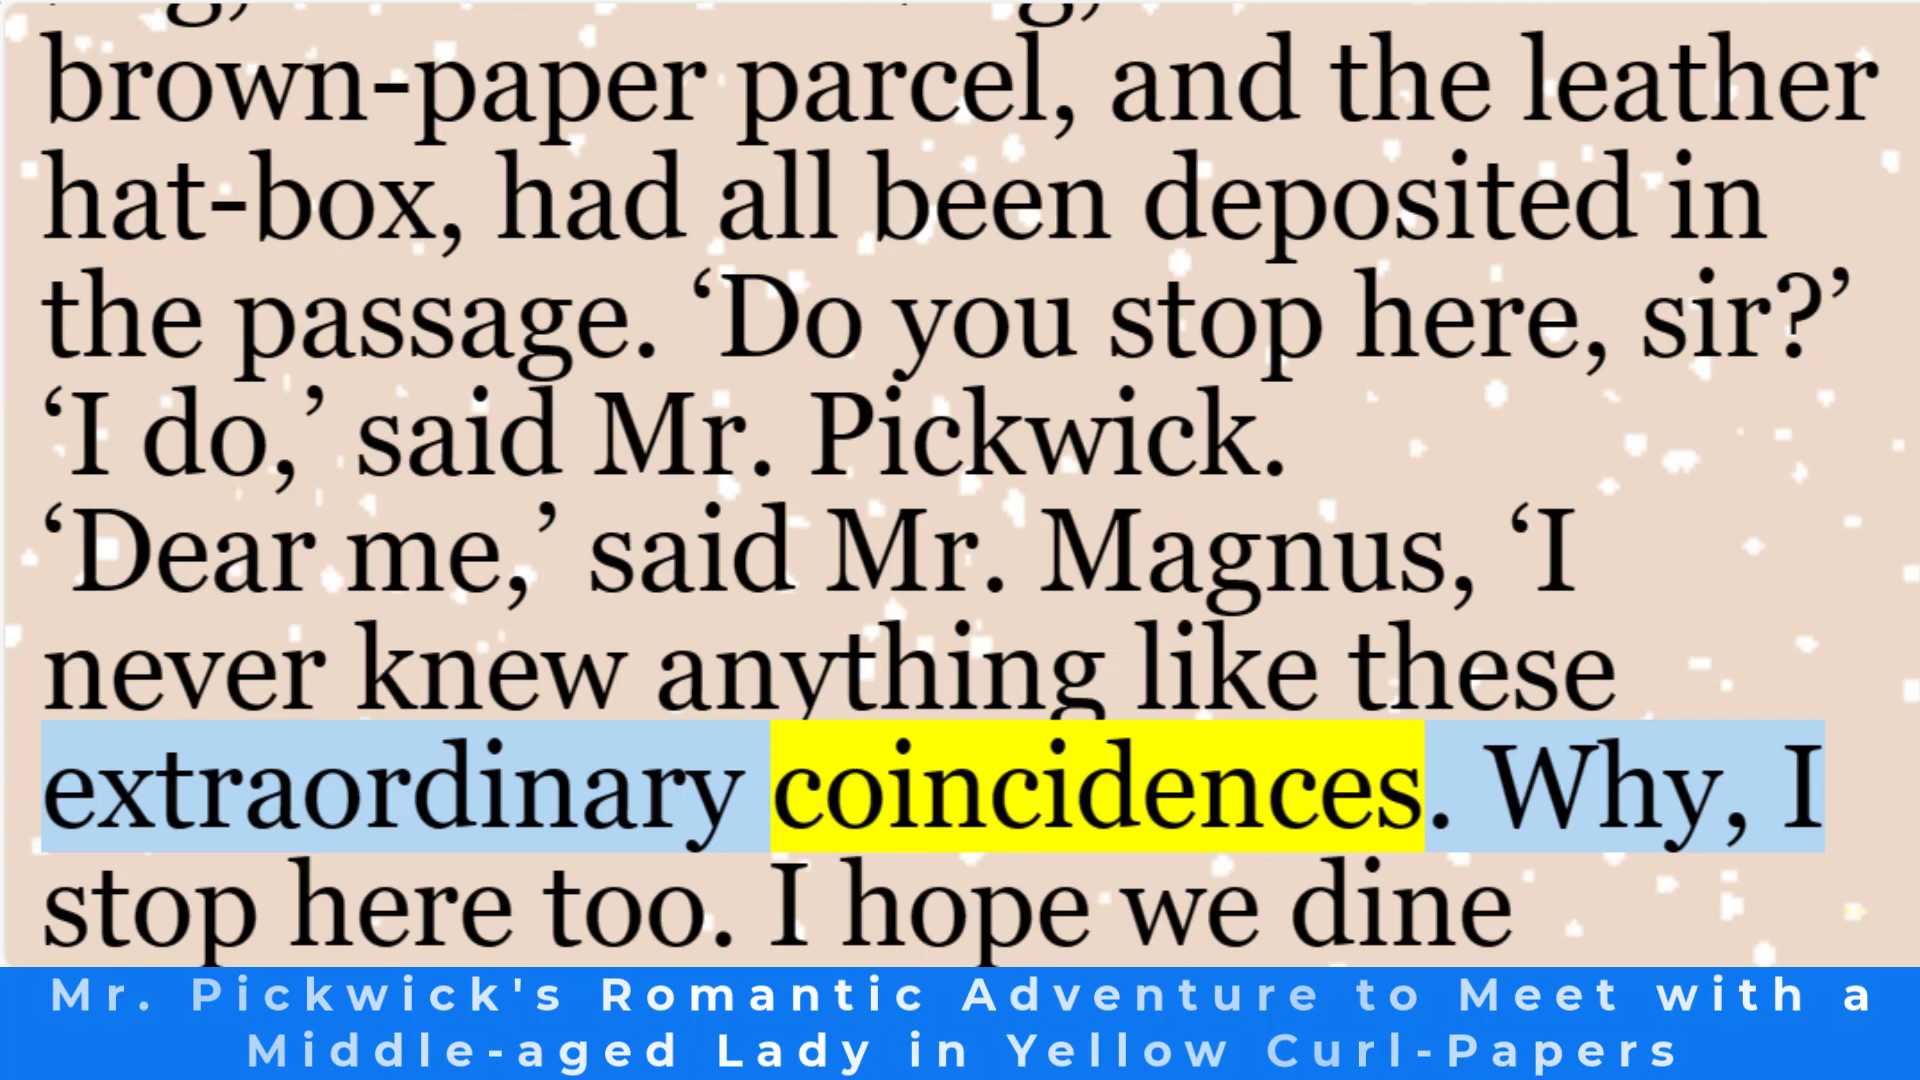 brown-paper parcel, and the leather
hat-box, had all been deposited in
the passage. ‘Do you stop here, sir?’
‘I do,’ said Mr. Pickwick.
‘Dear me,’ said Mr. Magnus, ‘I
never knew anything like these
extraordinary coincidences. Why, I
stop here too. I hope we dine
Mr. Pickwick's Romantic Adventure to Meet with a
Middle-aged Lady in Yellow Curl-Papers